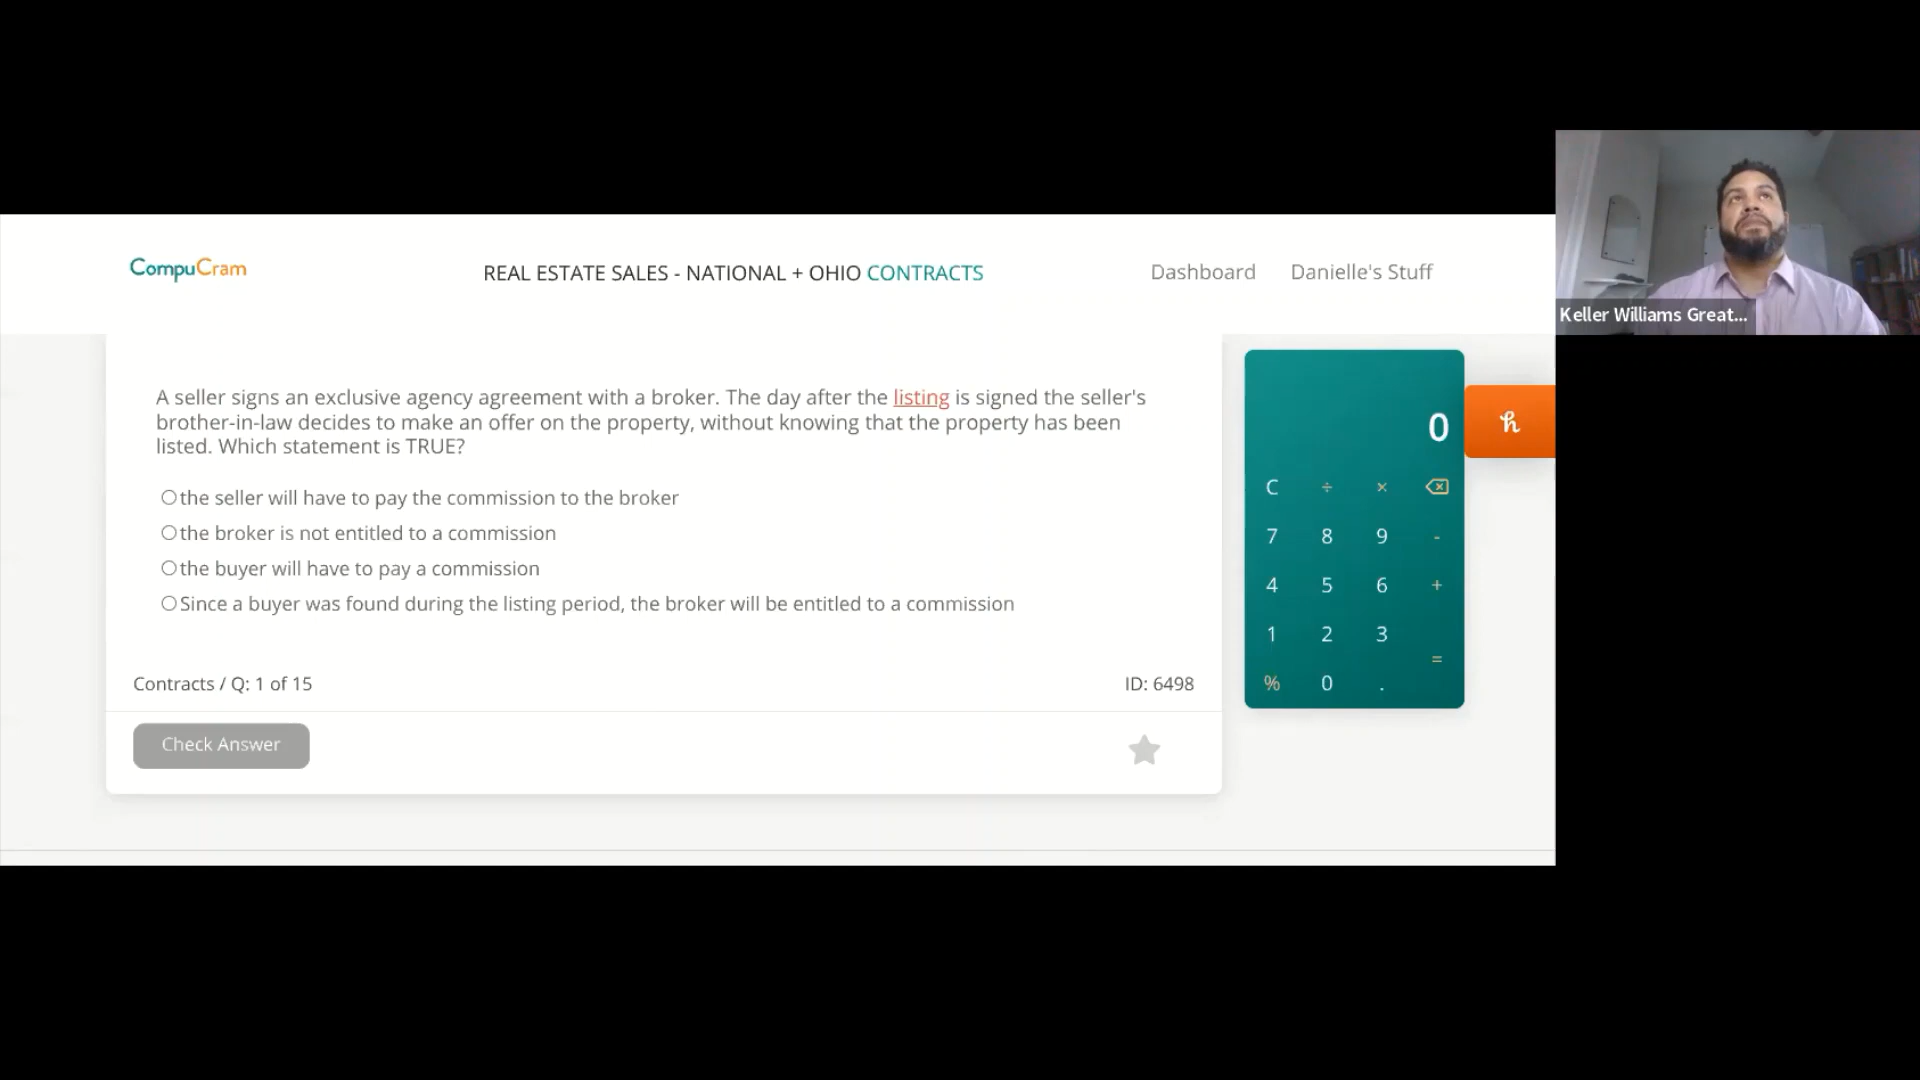 CompuCram
REAL ESTATE SALES - NATIONAL + OHIO CONTRACTS
Dashboard
Danielle's Stuff
Keller Williams Great...
A seller signs an exclusive agency agreement with a broker. The day after the listing is signed the seller's
brother-in-law decides to make an offer on the property, without knowing that the property has been
listed. Which statement is TRUE?
the seller will have to pay the commission to the broker
the broker is not entitled to a commission
the buyer will have to pay a commission
Since a buyer was found during the listing period, the broker will be entitled to a commission
Contracts / Q: 1 of 15
ID: 6498
Check Answer
0
h
C ÷ ×
7 8 9 -
4 5 6 +
1 2 3
=
% 0 .